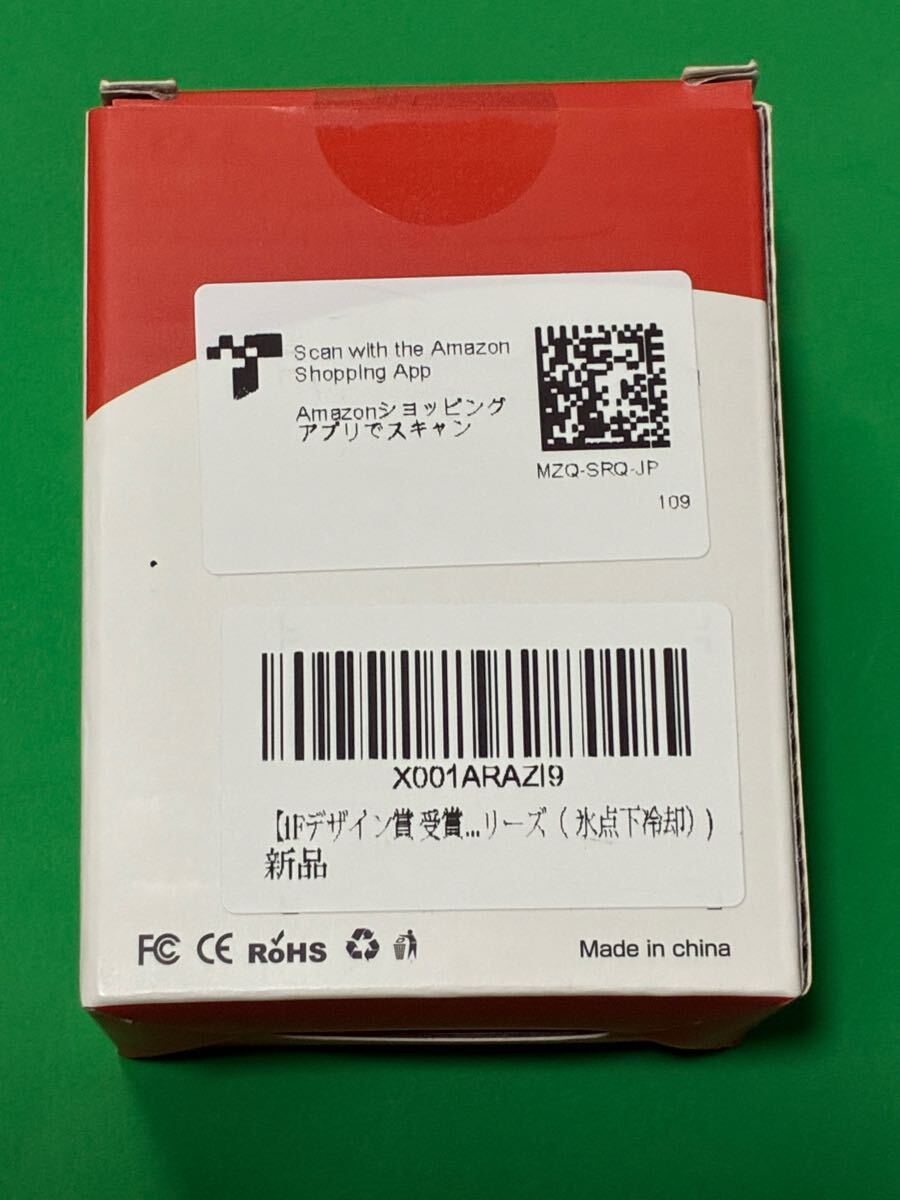 Scan with the Amazon
Shopping App
Amazonショッピング
アプリでスキャン
MZQ-SRQ-JP
109
X001ARAZI9
【iFデザイン賞 受賞...リーズ（ 氷点下冷却））
新品
FC CE RoHS
Made in china